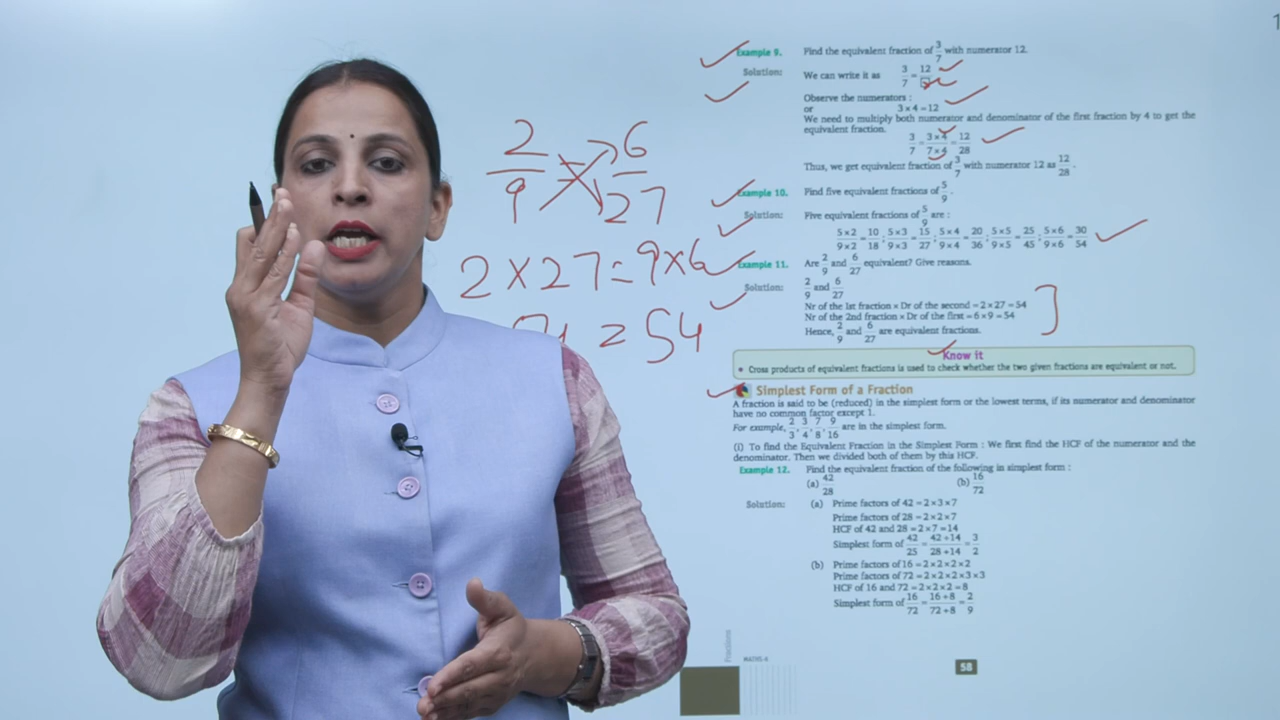 1
2/9 6/27
2×27=9×6
54 = 54
Example 9. Find the equivalent fraction of 3/7 with numerator 12.
Solution: We can write it as 3/7 = 12/□
Observe the numerators :
or 3×4=12
We need to multiply both numerator and denominator of the first fraction by 4 to get the
equivalent fraction.
3/7 = 3×4/7×4 = 12/28
Thus, we get equivalent fraction of 3/7 with numerator 12 as 12/28.
Example 10. Find five equivalent fractions of 5/9.
Solution: Five equivalent fractions of 5/9 are :
5×2/9×2 = 10/18; 5×3/9×3 = 15/27; 5×4/9×4 = 20/36; 5×5/9×5 = 25/45; 5×6/9×6 = 30/54
Example 11. Are 2/9 and 6/27 equivalent? Give reasons.
Solution: 2/9 and 6/27
Nr of the 1st fraction × Dr of the second = 2×27=54
Nr of the 2nd fraction × Dr of the first = 6×9=54
Hence, 2/9 and 6/27 are equivalent fractions.
Know it
• Cross products of equivalent fractions is used to check whether the two given fractions are equivalent or not.
Simplest Form of a Fraction
A fraction is said to be (reduced) in the simplest form or the lowest terms, if its numerator and denominator
have no common factor except 1.
For example, 2/3, 3/4, 7/8, 9/16 are in the simplest form.
(i) To find the Equivalent Fraction in the Simplest Form : We first find the HCF of the numerator and the
denominator. Then we divided both of them by this HCF.
Example 12. Find the equivalent fraction of the following in simplest form :
(a) 42/28 (b) 16/72
Solution: (a) Prime factors of 42 = 2×3×7
Prime factors of 28 = 2×2×7
HCF of 42 and 28 = 2×7 = 14
Simplest form of 42/25 = 42÷14/28÷14 = 3/2
(b) Prime factors of 16 = 2×2×2×2
Prime factors of 72 = 2×2×2×3×3
HCF of 16 and 72 = 2×2×2 = 8
Simplest form of 16/72 = 16÷8/72÷8 = 2/9
Fractions
MATHS-6
58